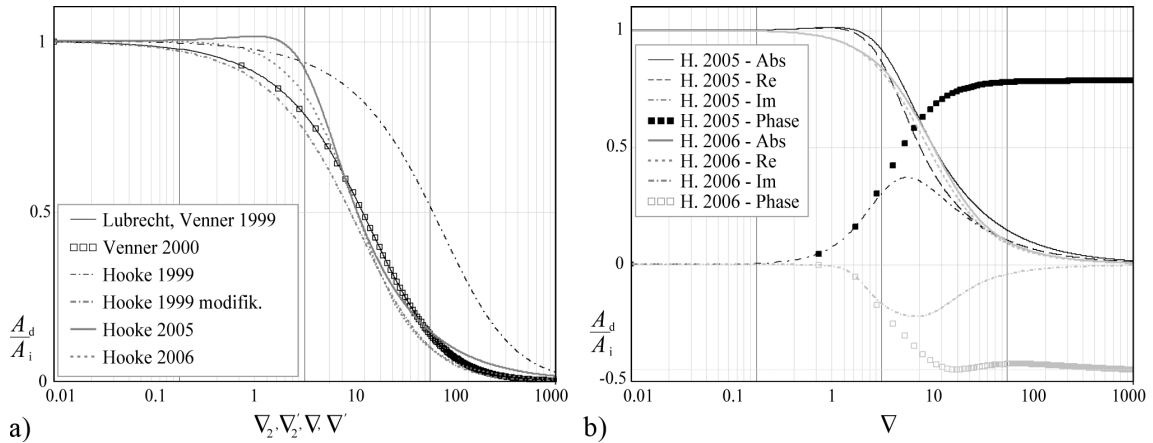 1
0.5
A_d
A_i
0
0.01 0.1 1 10 100 1000
∇₂, ∇₂′, ∇, ∇′
Lubrecht, Venner 1999
Venner 2000
Hooke 1999
Hooke 1999 modifik.
Hooke 2005
Hooke 2006
a)
1
0.5
0
A_d
A_i
-0.5
0.01 0.1 1 10 100 1000
∇
H. 2005 - Abs
H. 2005 - Re
H. 2005 - Im
H. 2005 - Phase
H. 2006 - Abs
H. 2006 - Re
H. 2006 - Im
H. 2006 - Phase
b)